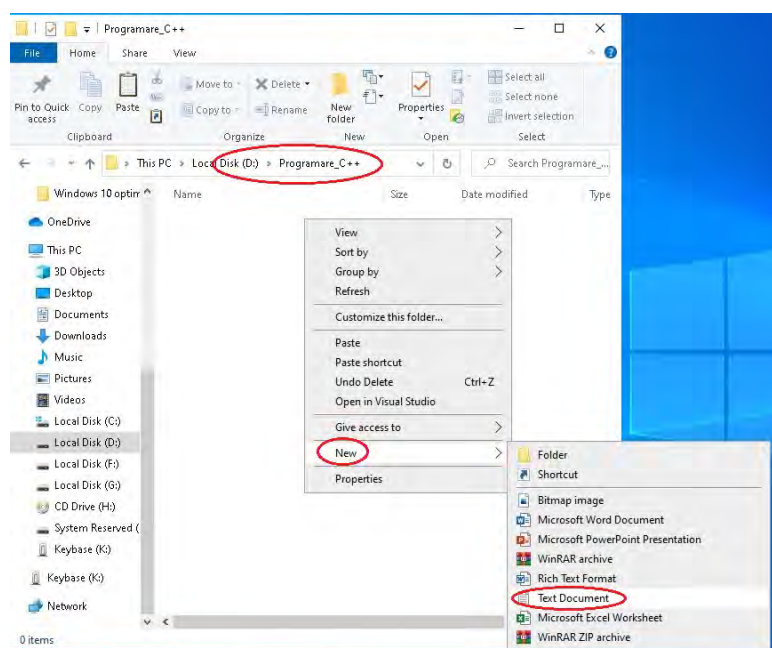 Programare_C++
File Home Share View
Pin to Quick access
Copy
Paste
Move to
Copy to
Delete
Rename
New folder
Properties
Select all
Select none
Invert selection
Clipboard Organize New Open Select
This PC > Local Disk (D:) > Programare_C++
Search Programare_...
Name Size Date modified Type
Windows 10 optim
OneDrive
This PC
3D Objects
Desktop
Documents
Downloads
Music
Pictures
Videos
Local Disk (C:)
Local Disk (D:)
Local Disk (F:)
Local Disk (G:)
CD Drive (H:)
System Reserved (
Keybase (K:)
Keybase (K:)
Network
0 items
View
Sort by
Group by
Refresh
Customize this folder...
Paste
Paste shortcut
Undo Delete Ctrl+Z
Open in Visual Studio
Give access to
New
Properties
Folder
Shortcut
Bitmap image
Microsoft Word Document
Microsoft PowerPoint Presentation
WinRAR archive
Rich Text Format
Text Document
Microsoft Excel Worksheet
WinRAR ZIP archive